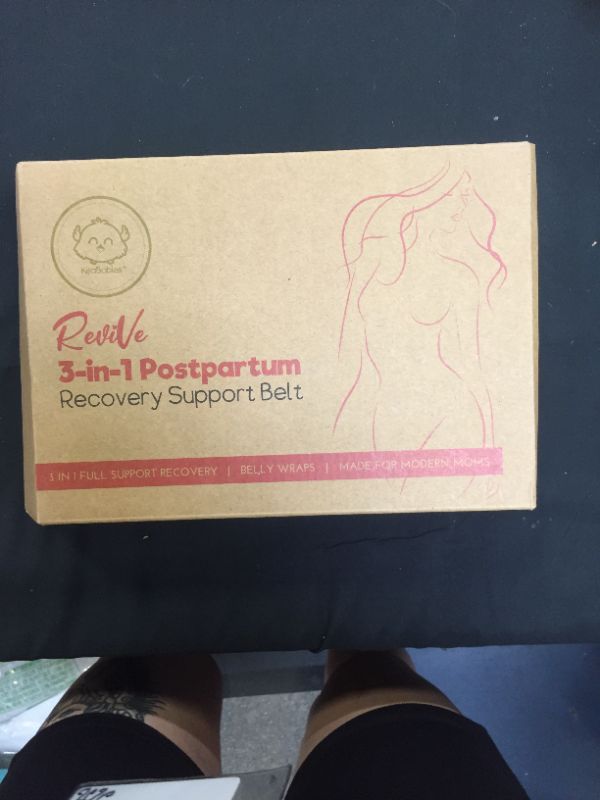 KeaBabies
ReviVe
3-in-1 Postpartum
Recovery Support Belt
3 IN 1 FULL SUPPORT RECOVERY | BELLY WRAPS | MADE FOR MODERN MOMS